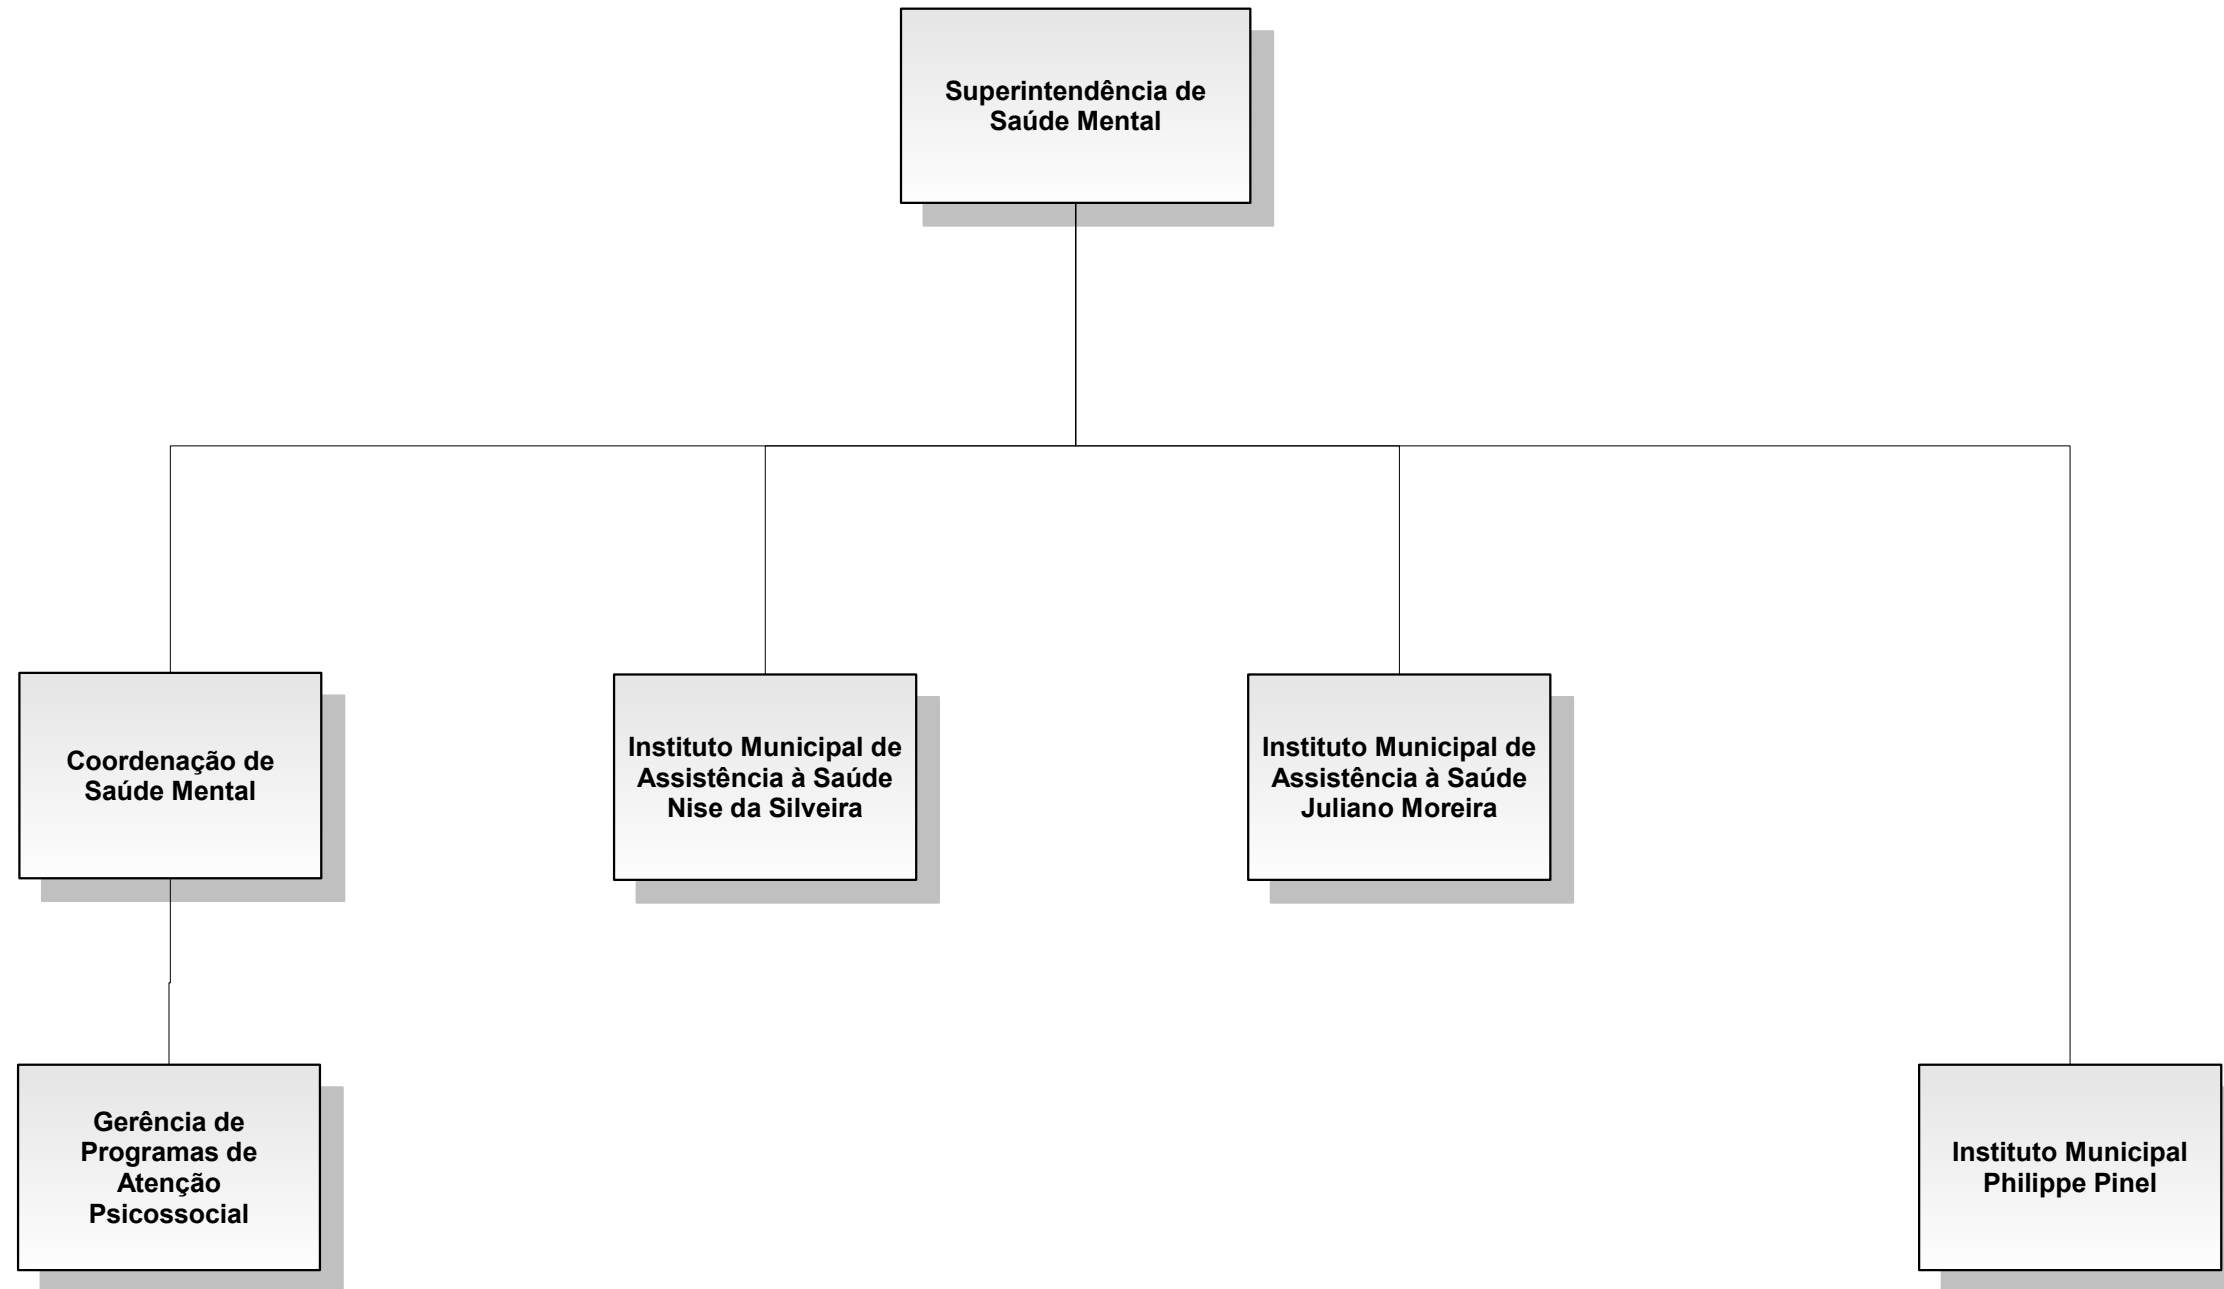 Superintendência de
Saúde Mental
Coordenação de
Saúde Mental
Instituto Municipal de
Assistência à Saúde
Nise da Silveira
Instituto Municipal de
Assistência à Saúde
Juliano Moreira
Gerência de
Programas de
Atenção
Psicossocial
Instituto Municipal
Philippe Pinel